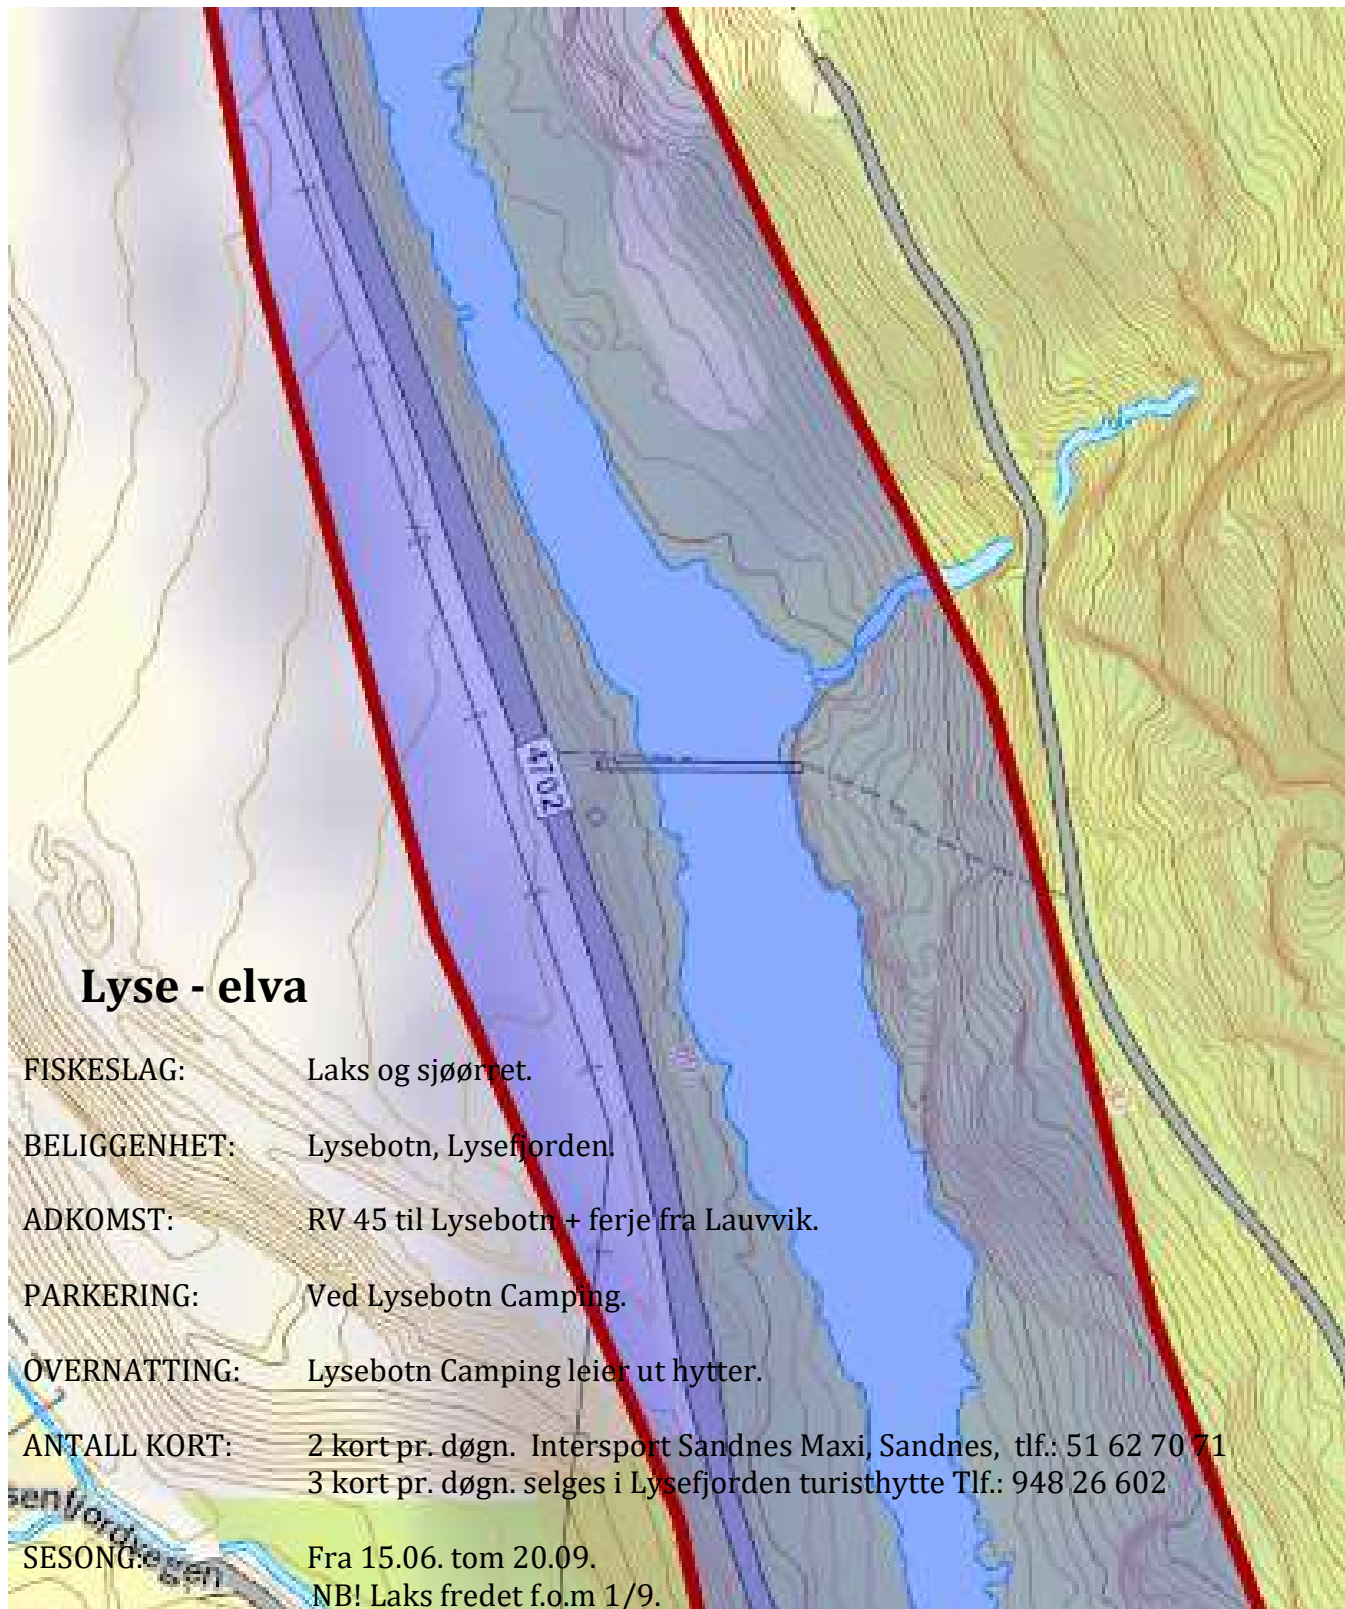 4702
Lyse - elva
FISKESLAG: Laks og sjøørret.
BELIGGENHET: Lysebotn, Lysefjorden.
ADKOMST: RV 45 til Lysebotn + ferje fra Lauvvik.
PARKERING: Ved Lysebotn Camping.
OVERNATTING: Lysebotn Camping leier ut hytter.
ANTALL KORT: 2 kort pr. døgn. Intersport Sandnes Maxi, Sandnes, tlf.: 51 62 70 71
3 kort pr. døgn. selges i Lysefjorden turisthytte Tlf.: 948 26 602
senfjordvegen
SESONG: Fra 15.06. tom 20.09.
NB! Laks fredet f.o.m 1/9.